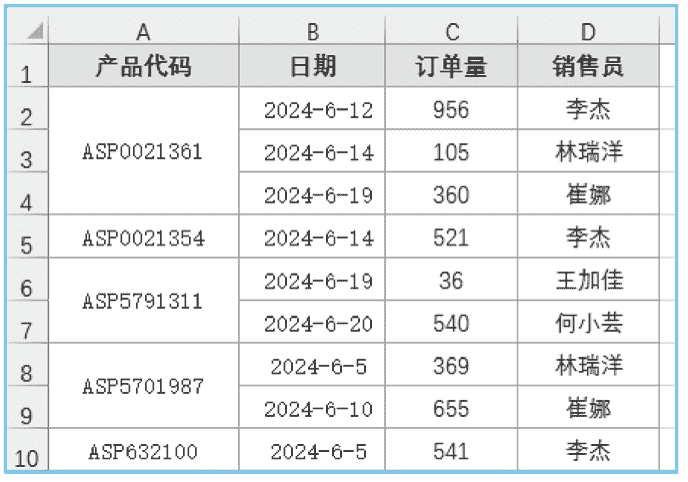 A B C D
1 产品代码 日期 订单量 销售员
2 2024-6-12 956 李杰
3 ASP0021361 2024-6-14 105 林瑞洋
4 2024-6-19 360 崔娜
5 ASP0021354 2024-6-14 521 李杰
6 ASP5791311 2024-6-19 36 王加佳
7 2024-6-20 540 何小芸
8 ASP5701987 2024-6-5 369 林瑞洋
9 2024-6-10 655 崔娜
10 ASP632100 2024-6-5 541 李杰